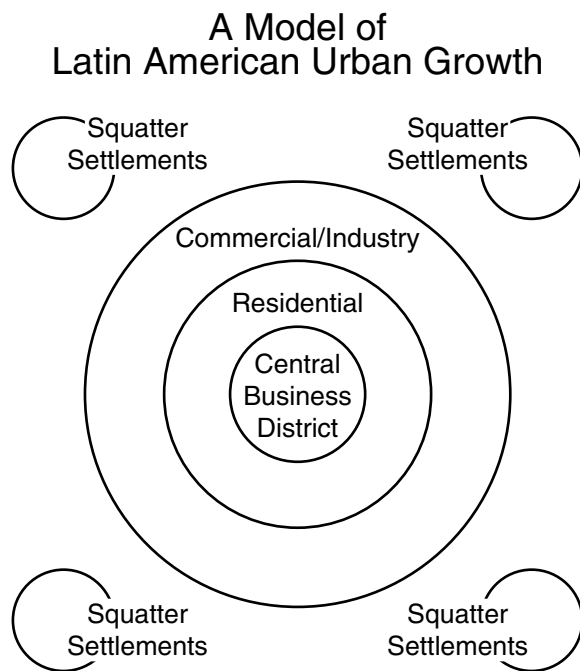 A Model of
Latin American Urban Growth
Squatter
Settlements
Squatter
Settlements
Commercial/Industry
Residential
Central
Business
District
Squatter
Settlements
Squatter
Settlements